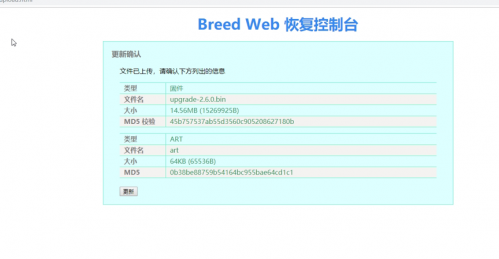 Breed Web 恢复控制台
更新确认
文件已上传，请确认下方列出的信息
类型 固件
文件名 upgrade-2.6.0.bin
大小 14.56MB (15269925B)
MD5 校验 45b757537ab55d3560c905208627180b
类型 ART
文件名 art
大小 64KB (65536B)
MD5 0b38be88759b54164bc955bae64cd1c1
更新